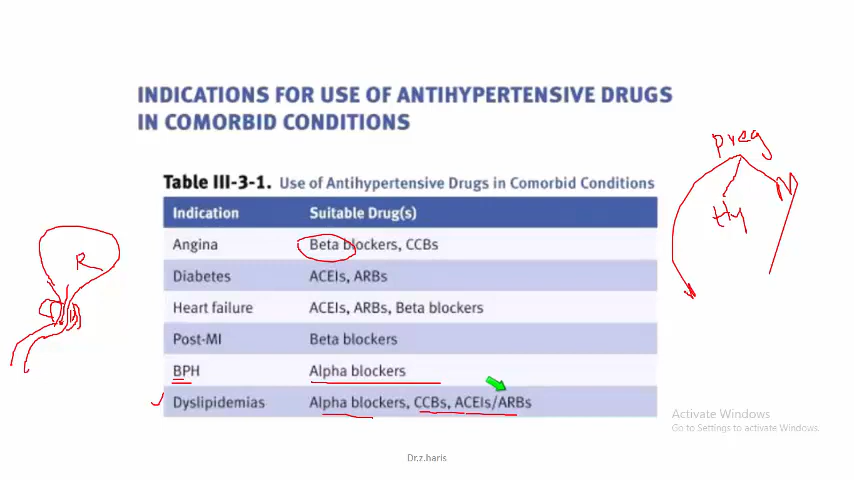 INDICATIONS FOR USE OF ANTIHYPERTENSIVE DRUGS
IN COMORBID CONDITIONS
Table III-3-1. Use of Antihypertensive Drugs in Comorbid Conditions
Indication Suitable Drug(s)
Angina Beta blockers, CCBs
Diabetes ACEIs, ARBs
Heart failure ACEIs, ARBs, Beta blockers
Post-MI Beta blockers
BPH Alpha blockers
Dyslipidemias Alpha blockers, CCBs, ACEIs/ARBs
preg
Hy
R
Activate Windows
Go to Settings to activate Windows.
Dr.z.haris